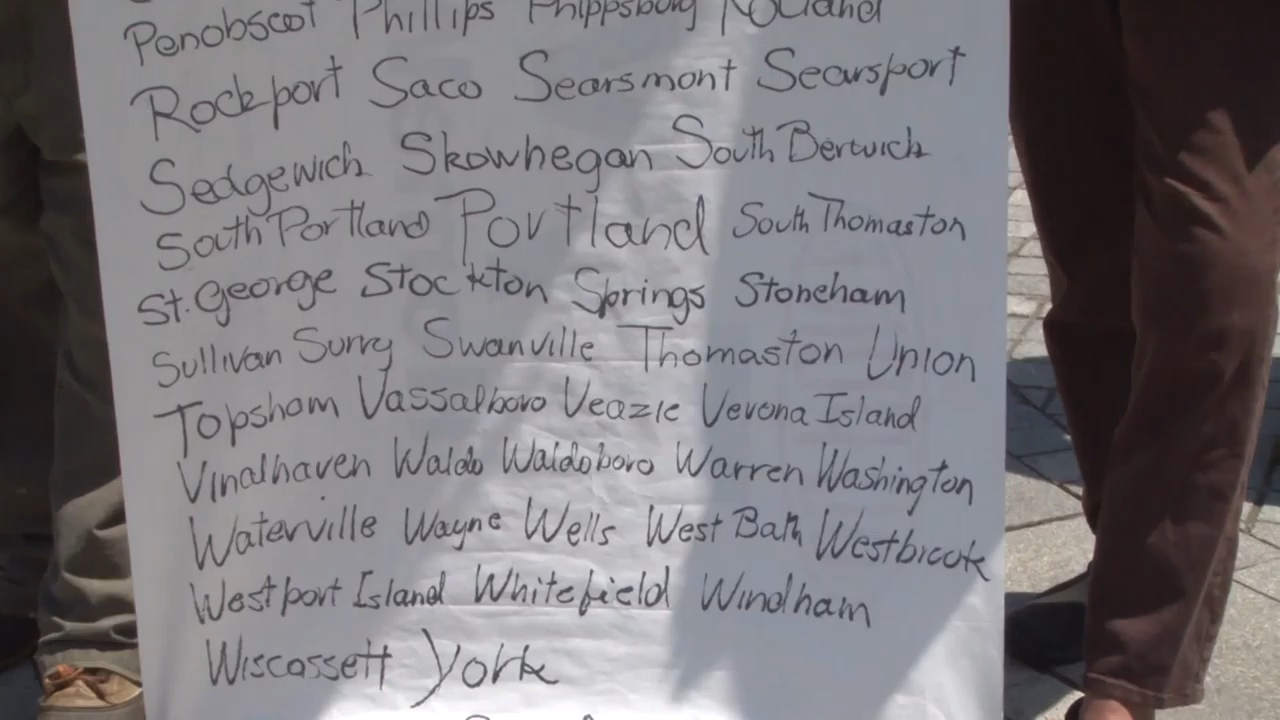 Penobscot Phillips Phippsburg
Rockport Saco Searsmont Searsport
Sedgewich Skowhegan South Berwich
South Portland Portland South Thomaston
St. George Stockton Springs Stoneham
Sullivan Surry Swanville Thomaston Union
Topsham Vassalboro Veazie Verona Island
Vinalhaven Waldo Waldoboro Warren Washington
Waterville Wayne Wells West Bath Westbrook
Westport Island Whitefield Windham
Wiscassett York